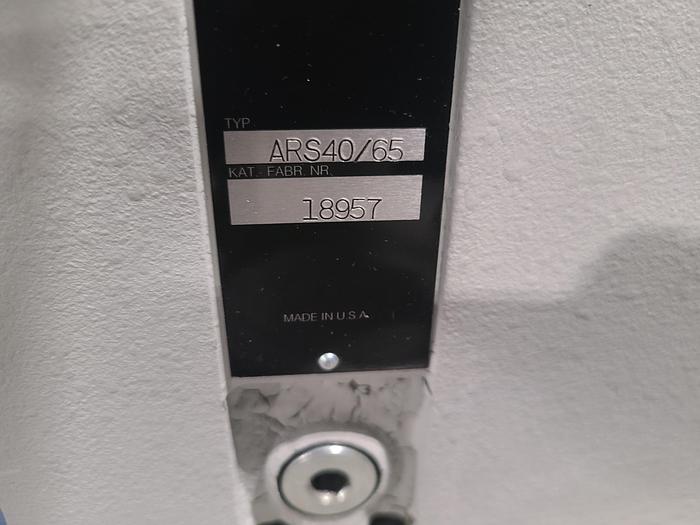 TYP
ARS40/65
KAT.- FABR. NR.
18957
MADE IN U.S.A.